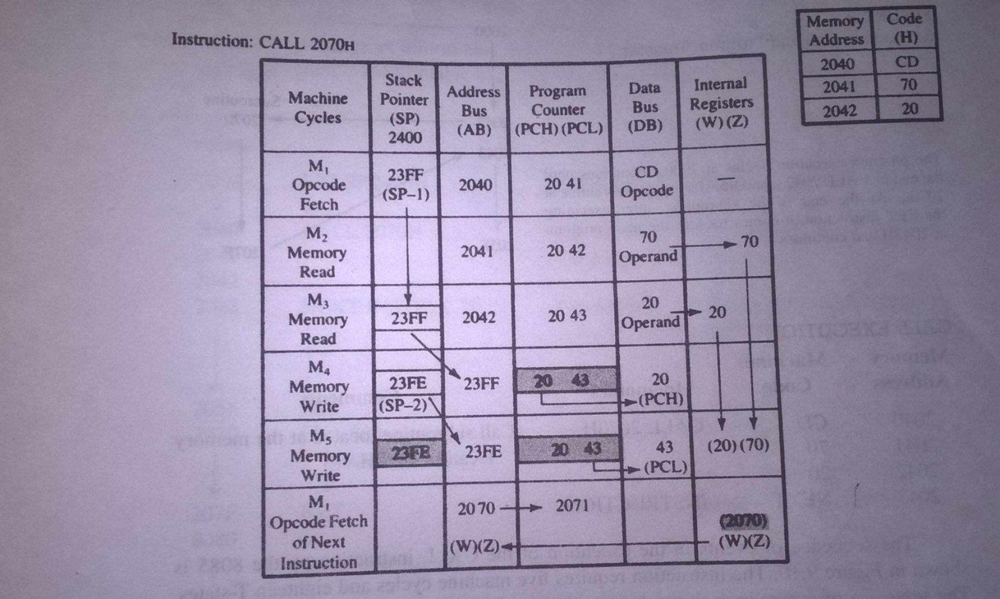 Instruction: CALL 2070H
Memory Address
Code (H)
2040 CD
2041 70
2042 20
Machine Cycles
Stack Pointer (SP) 2400
Address Bus (AB)
Program Counter (PCH) (PCL)
Data Bus (DB)
Internal Registers (W) (Z)
M1 Opcode Fetch
23FF (SP–1)
2040
20 41
CD Opcode
—
M2 Memory Read
2041
20 42
70 Operand
70
M3 Memory Read
23FF
2042
20 43
20 Operand
20
M4 Memory Write
23FE (SP–2)
23FF
20 43
20 (PCH)
M5 Memory Write
23FE
23FE
20 43
43 (PCL)
(20) (70)
M1 Opcode Fetch of Next Instruction
2070
2071
(2070)
(W)(Z)
(W)(Z)